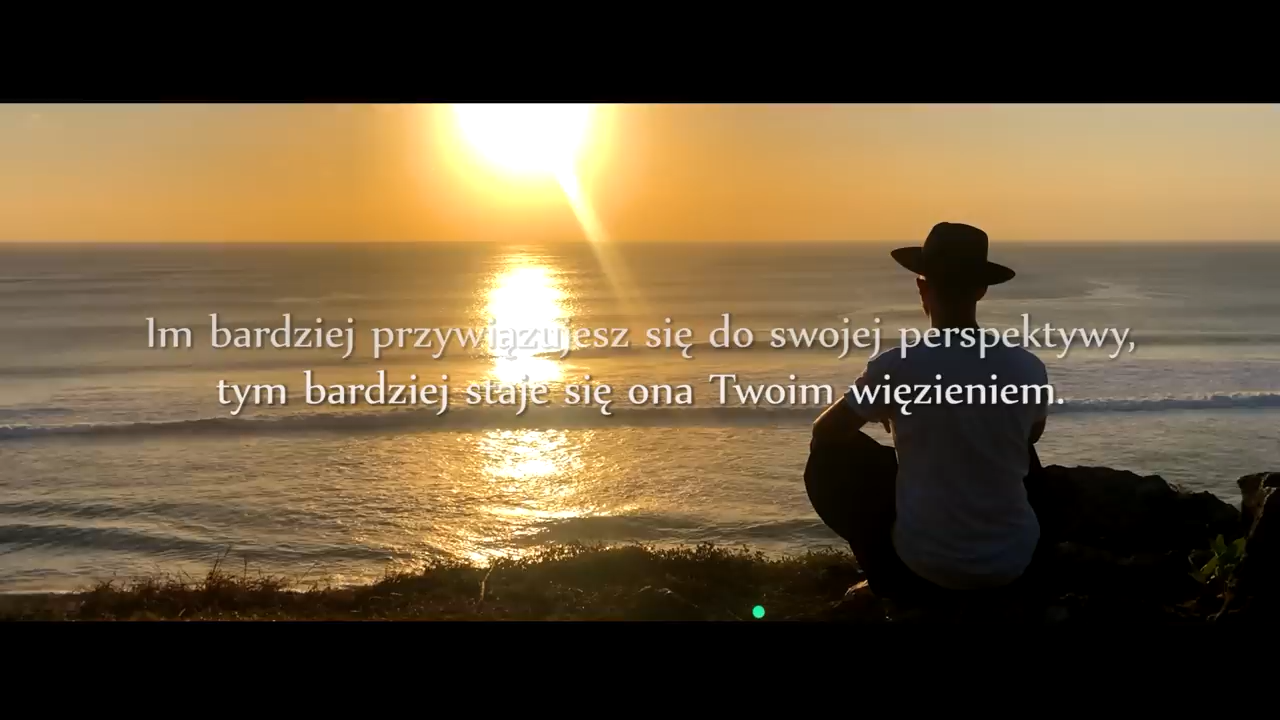 Im bardziej przywiązujesz się do swojej perspektywy,
tym bardziej staje się ona Twoim więzieniem.